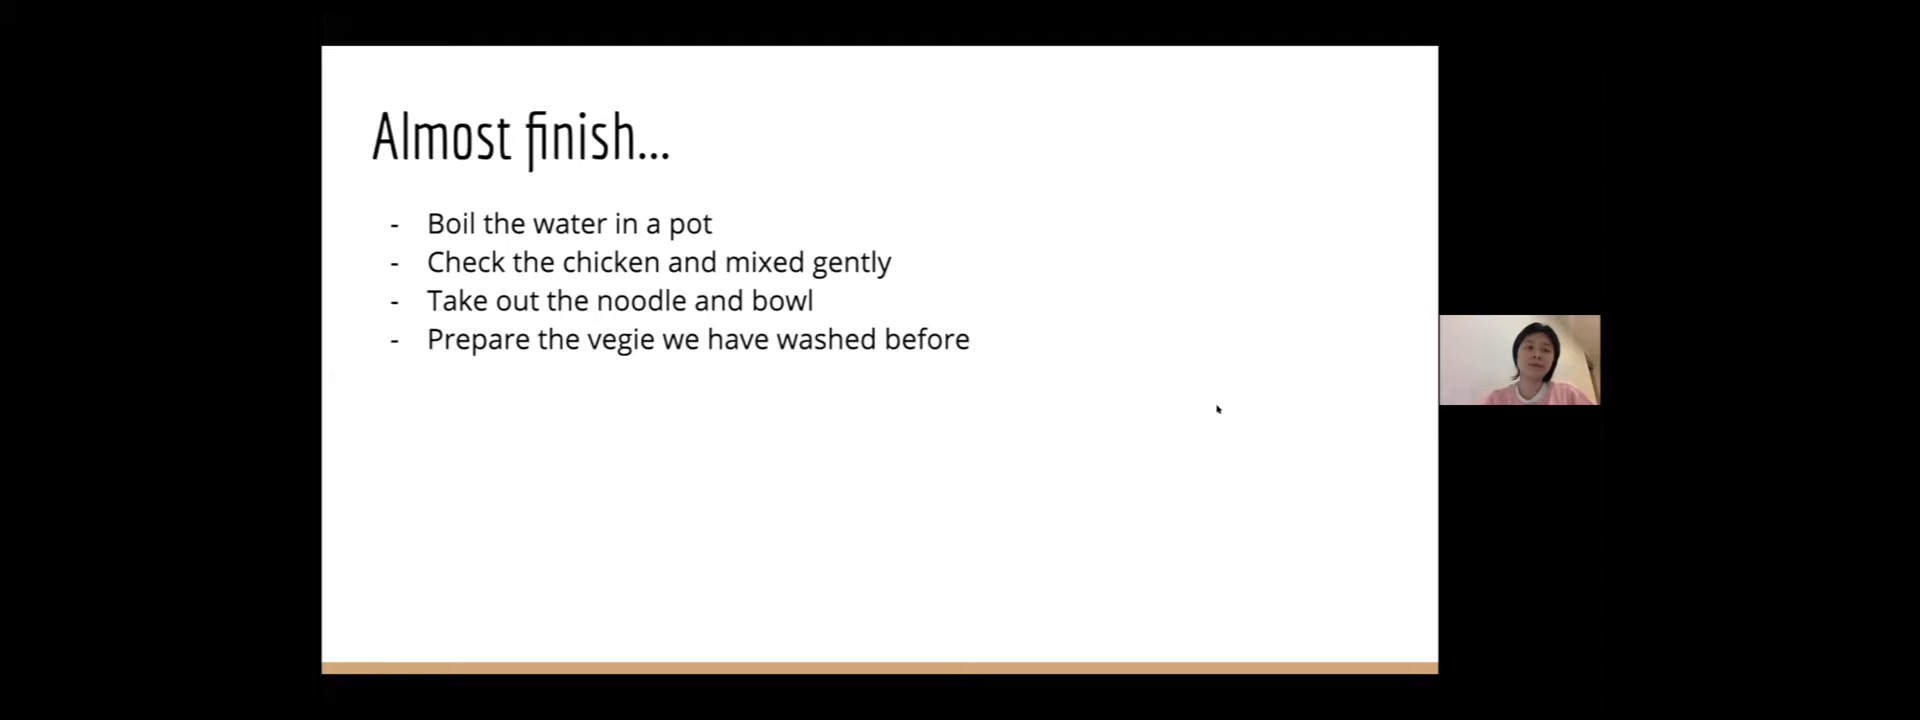 Almost finish...
- Boil the water in a pot
- Check the chicken and mixed gently
- Take out the noodle and bowl
- Prepare the vegie we have washed before